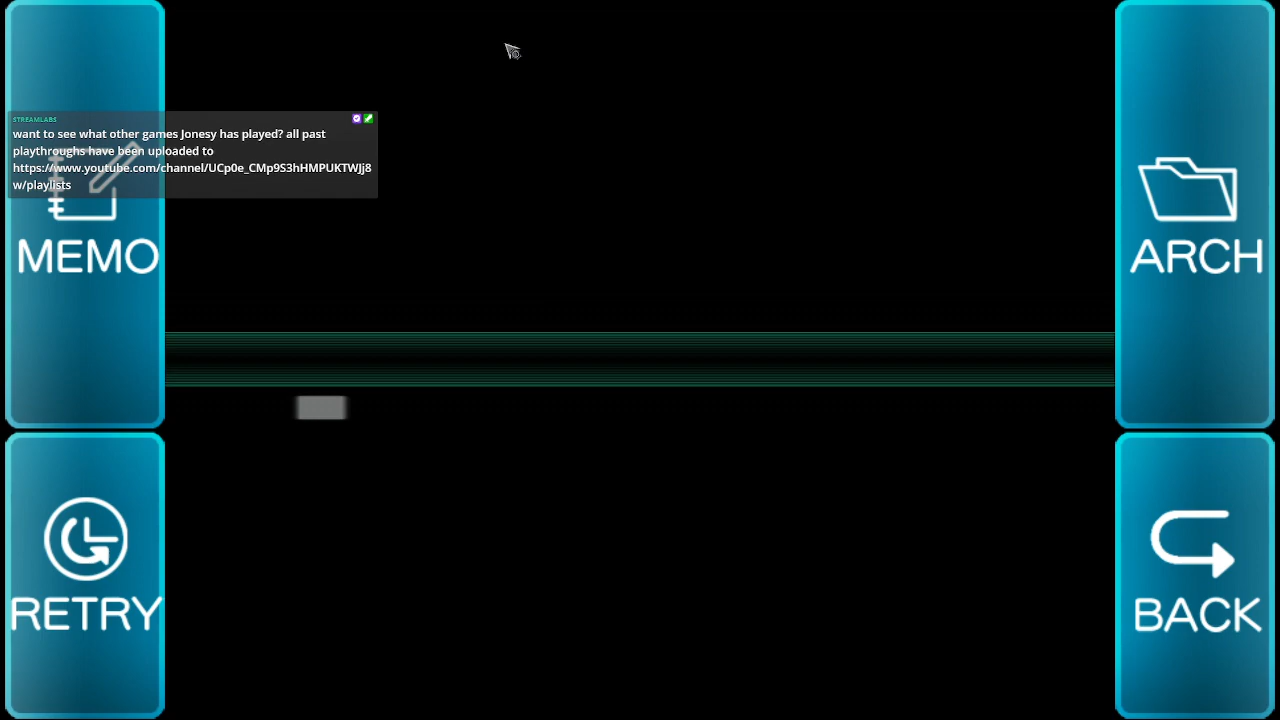 STREAMLABS
want to see what other games Jonesy has played? all past
playthroughs have been uploaded to
https://www.youtube.com/channel/UCp0e_CMp9S3hHMPUKTWJj8
w/playlists
MEMO
ARCH
RETRY
BACK